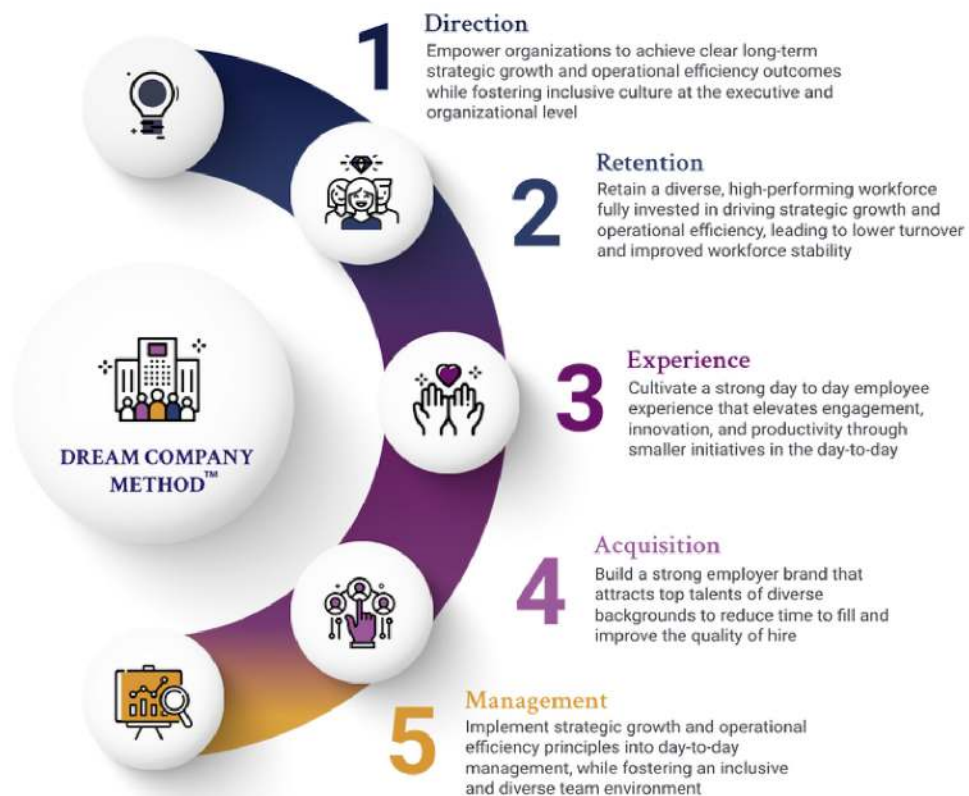 1
Direction
Empower organizations to achieve clear long-term
strategic growth and operational efficiency outcomes
while fostering inclusive culture at the executive and
organizational level
2
Retention
Retain a diverse, high-performing workforce
fully invested in driving strategic growth and
operational efficiency, leading to lower turnover
and improved workforce stability
DREAM COMPANY
METHOD™
3
Experience
Cultivate a strong day to day employee
experience that elevates engagement,
innovation, and productivity through
smaller initiatives in the day-to-day
4
Acquisition
Build a strong employer brand that
attracts top talents of diverse
backgrounds to reduce time to fill and
improve the quality of hire
5
Management
Implement strategic growth and operational
efficiency principles into day-to-day
management, while fostering an inclusive
and diverse team environment